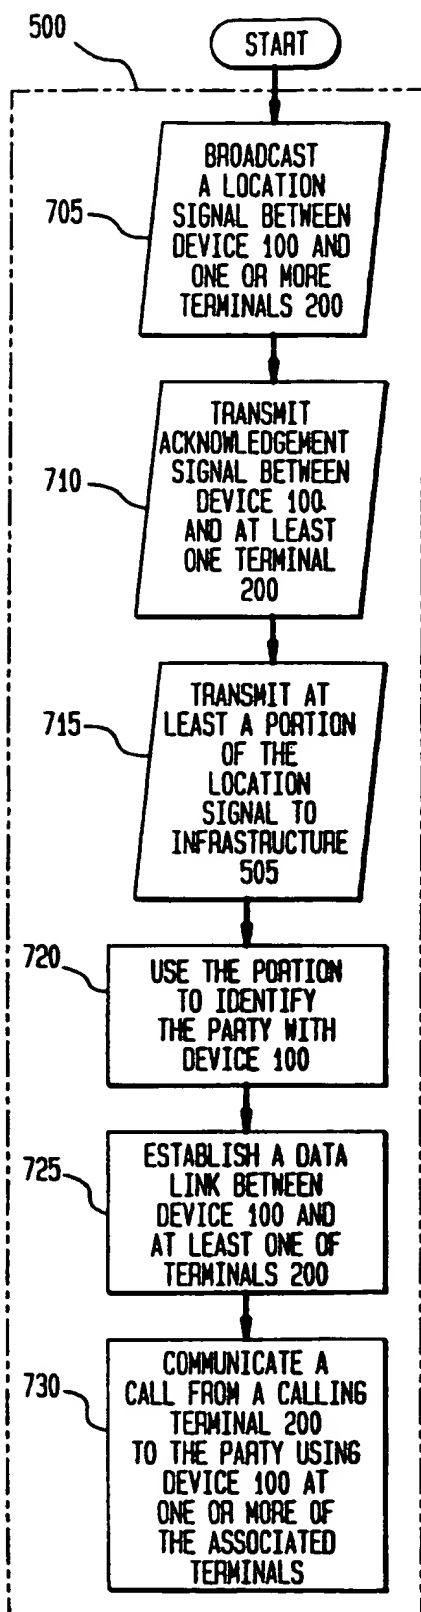 500
START
705
BROADCAST
A LOCATION
SIGNAL BETWEEN
DEVICE 100 AND
ONE OR MORE
TERMINALS 200
710
TRANSMIT
ACKNOWLEDGEMENT
SIGNAL BETWEEN
DEVICE 100.
AND AT LEAST
ONE TERMINAL
200
715
TRANSMIT AT
LEAST A PORTION
OF THE
LOCATION
SIGNAL TO
INFRASTRUCTURE
505
720
USE THE PORTION
TO IDENTIFY
THE PARTY WITH
DEVICE 100
725
ESTABLISH A DATA
LINK BETWEEN
DEVICE 100 AND
AT LEAST ONE OF
TERMINALS 200
730
COMMUNICATE A
CALL FROM A CALLING
TERMINAL 200
TO THE PARTY USING
DEVICE 100 AT
ONE OR MORE OF
THE ASSOCIATED
TERMINALS